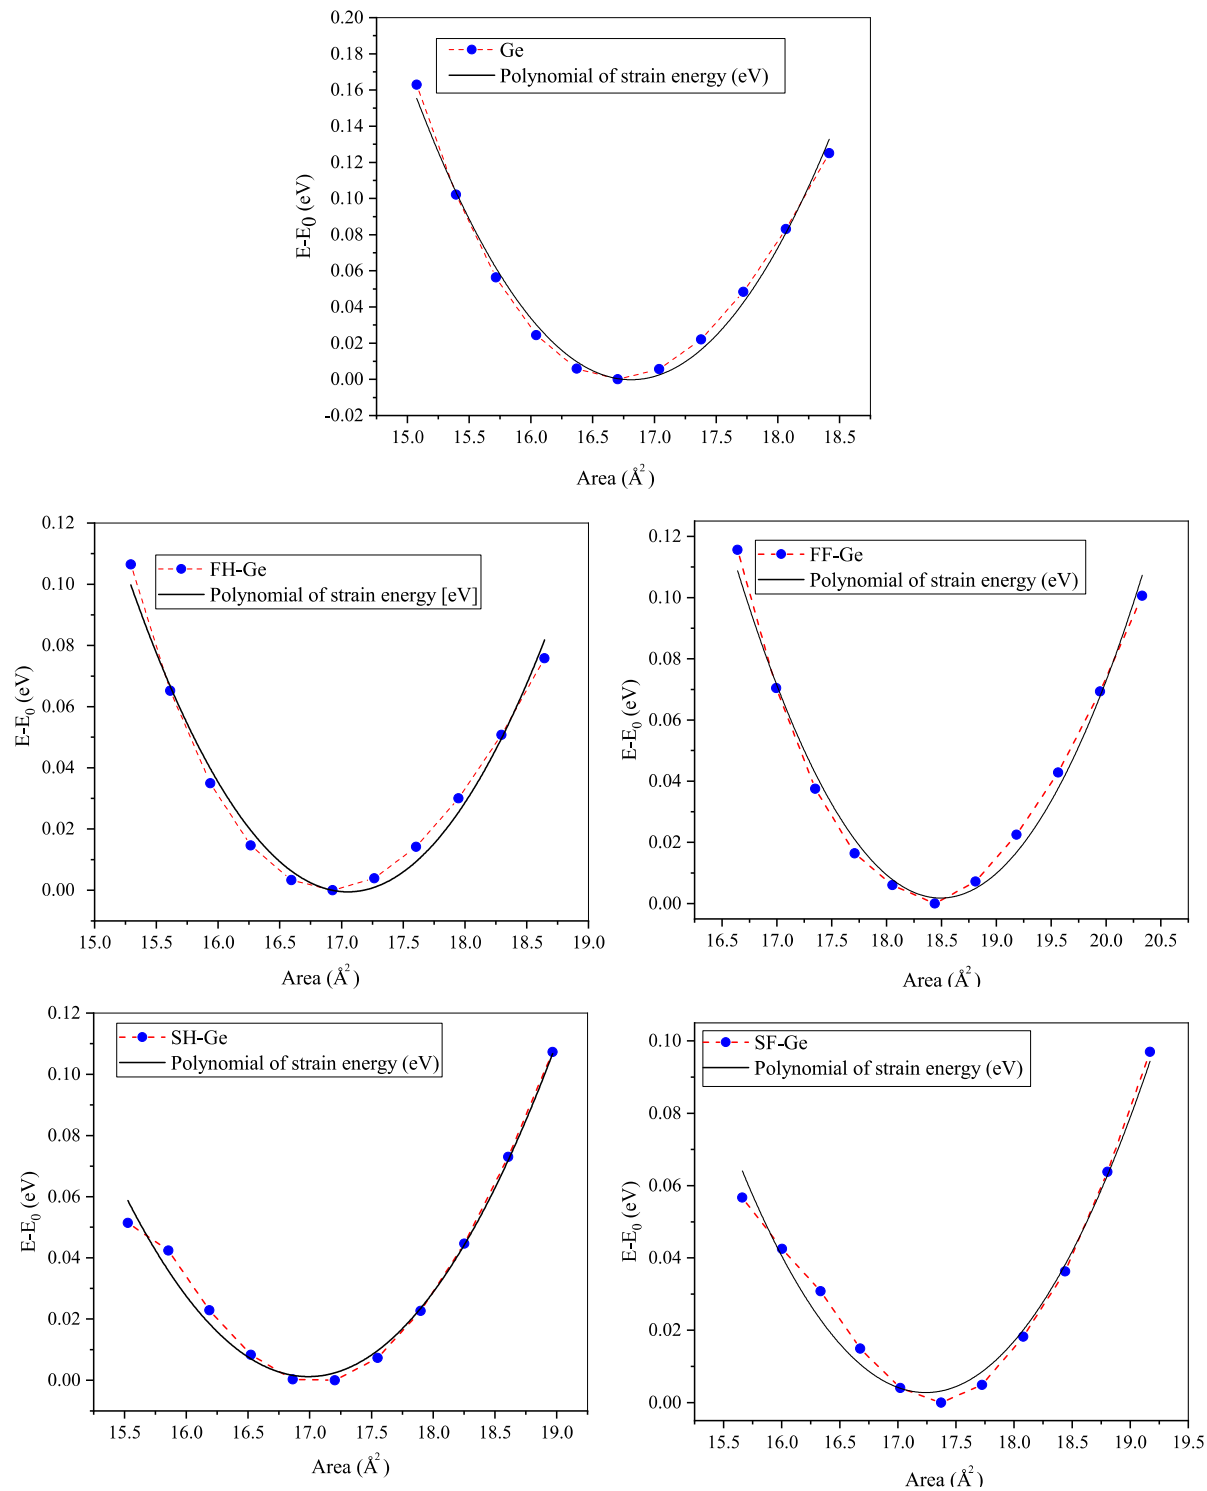 0.20
0.18
0.16
0.14
0.12
0.10
0.08
0.06
0.04
0.02
0.00
-0.02
E-E0 (eV)
Ge
Polynomial of strain energy (eV)
15.0 15.5 16.0 16.5 17.0 17.5 18.0 18.5
Area (Å²)
0.12
0.10
0.08
0.06
0.04
0.02
0.00
E-E₀ (eV)
FH-Ge
Polynomial of strain energy [eV]
15.0 15.5 16.0 16.5 17.0 17.5 18.0 18.5 19.0
Area (Å²)
0.12
0.10
0.08
0.06
0.04
0.02
0.00
E-E₀ (eV)
FF-Ge
Polynomial of strain energy (eV)
16.5 17.0 17.5 18.0 18.5 19.0 19.5 20.0 20.5
Area (Å²)
0.12
0.10
0.08
0.06
0.04
0.02
0.00
E-E₀ (eV)
SH-Ge
Polynomial of strain energy (eV)
15.5 16.0 16.5 17.0 17.5 18.0 18.5 19.0
Area (Å²)
0.10
0.08
0.06
0.04
0.02
0.00
E-E₀ (eV)
SF-Ge
Polynomial of strain energy (eV)
15.5 16.0 16.5 17.0 17.5 18.0 18.5 19.0 19.5
Area (Å²)